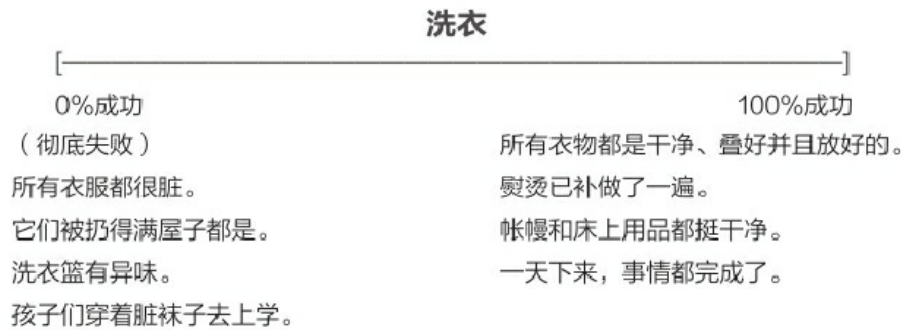 洗衣
0%成功
100%成功
（彻底失败）
所有衣物都是干净、叠好并且放好的。
所有衣服都很脏。
熨烫已补做了一遍。
它们被扔得满屋子都是。
帐幔和床上用品都挺干净。
洗衣篮有异味。
一天下来，事情都完成了。
孩子们穿着脏袜子去上学。